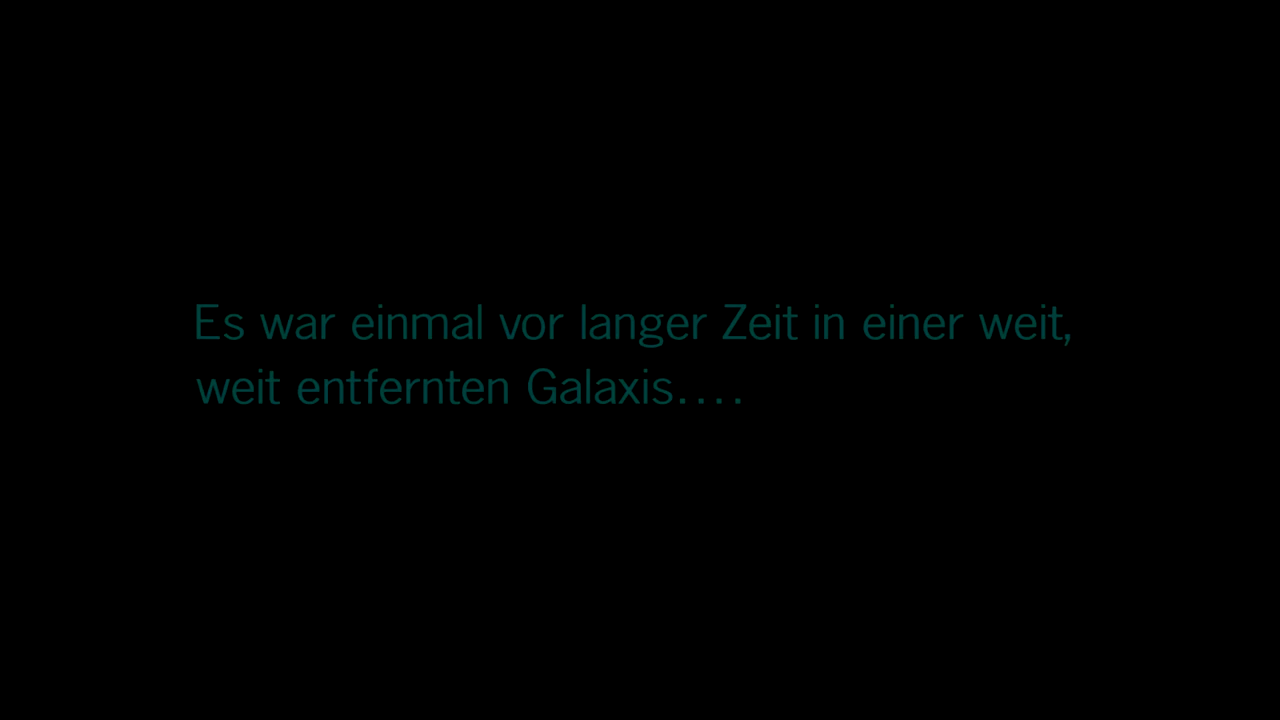 Es war einmal vor langer Zeit in einer weit,
weit entfernten Galaxis....